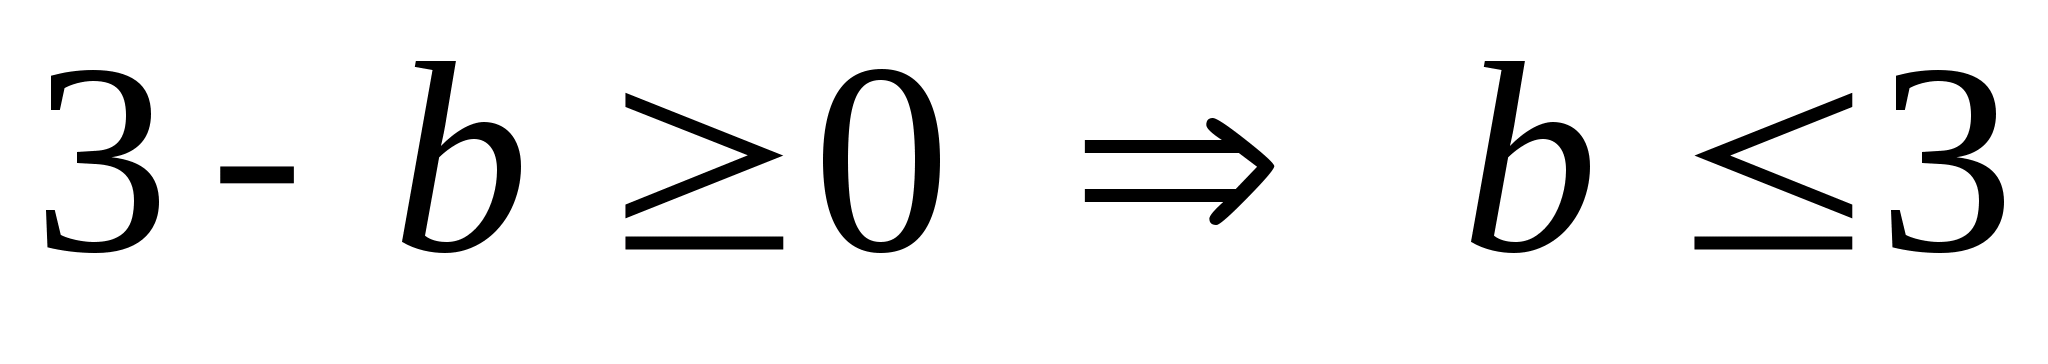 3 - b ≥ 0 ⇒ b ≤ 3